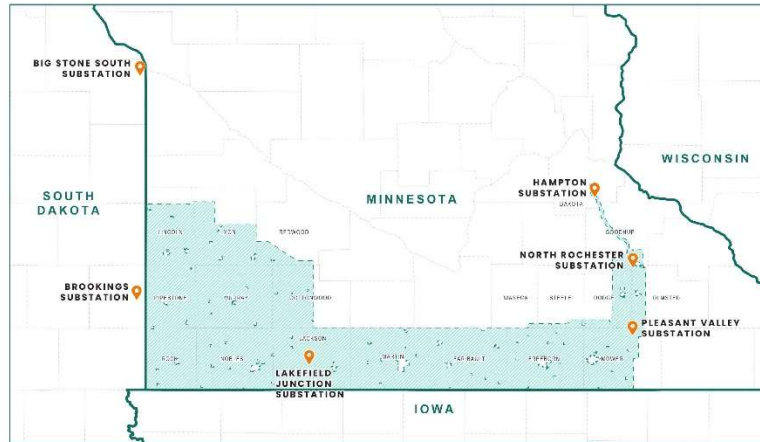 BIG STONE SOUTH
SUBSTATION
WISCONSIN
HAMPTON
SUBSTATION
SOUTH
DAKOTA
MINNESOTA
DAKOTA
LINCOLN
LYON
REDWOOD
GOODHUE
NORTH ROCHESTER
SUBSTATION
BROOKINGS
SUBSTATION
PIPESTONE
MURRAY
COTTONWOOD
WASECA
STEELE
DODGE
OLMSTED
PLEASANT VALLEY
SUBSTATION
JACKSON
ROCK
NOBLES
MARTIN
FARIBAULT
FREEBORN
MOWER
LAKEFIELD
JUNCTION
SUBSTATION
IOWA